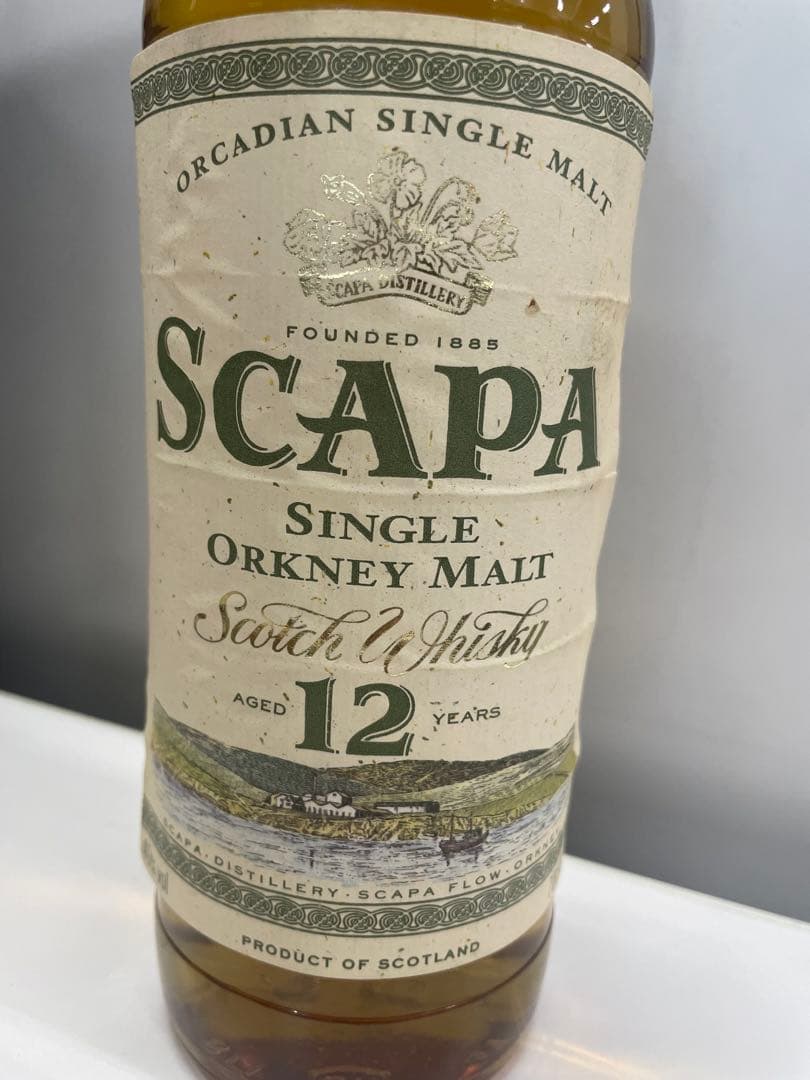 ORCADIAN SINGLE MALT
SCAPA DISTILLERY
FOUNDED 1885
SCAPA
SINGLE
ORKNEY MALT
Scotch Whisky
AGED 12 YEARS
SCAPA · DISTILLERY · SCAPA FLOW · ORKNEY
PRODUCT OF SCOTLAND